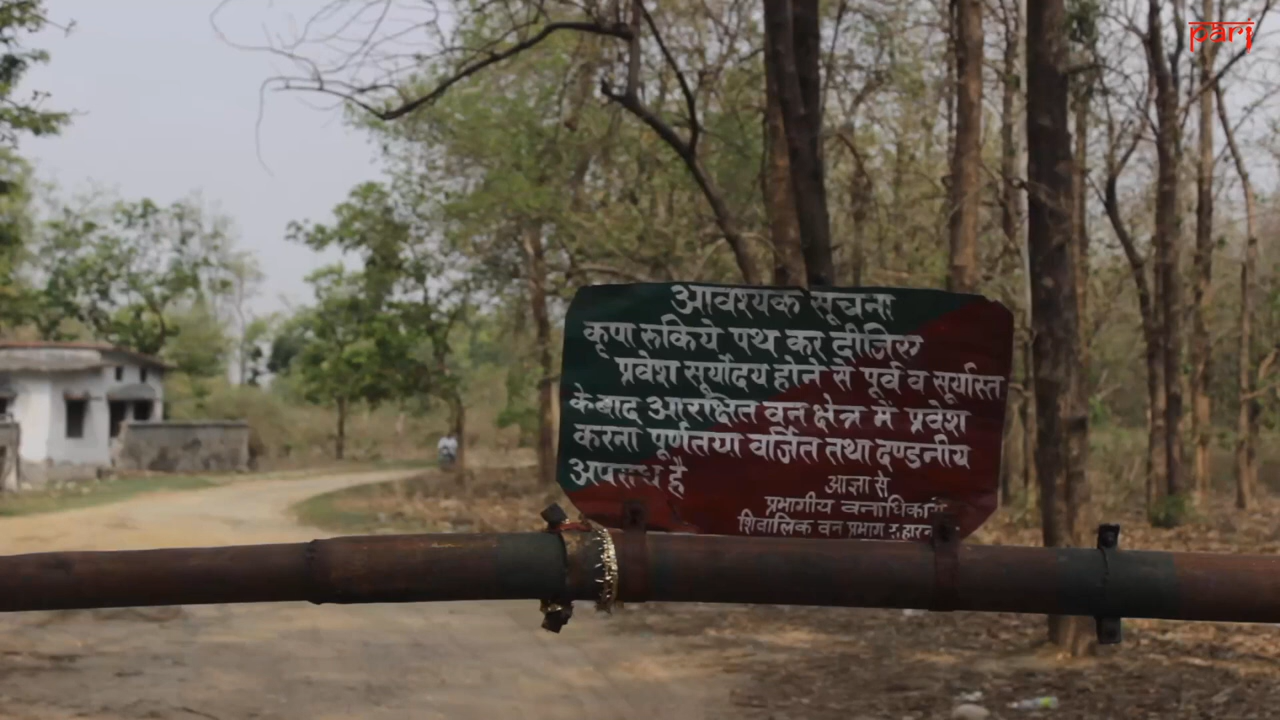 pari
आवश्यक सूचना
कृपा रुकिये पथ कर दीजिए
प्रवेश सूर्योदय होने से पूर्व व सूर्यास्त
के बाद आरक्षित वन क्षेत्र में प्रवेश
करना पूर्णतया वर्जित तथा दण्डनीय
अपराध है
आज्ञा से
प्रभागीय वनाधिकारी
शिवालिक वन प्रभाग